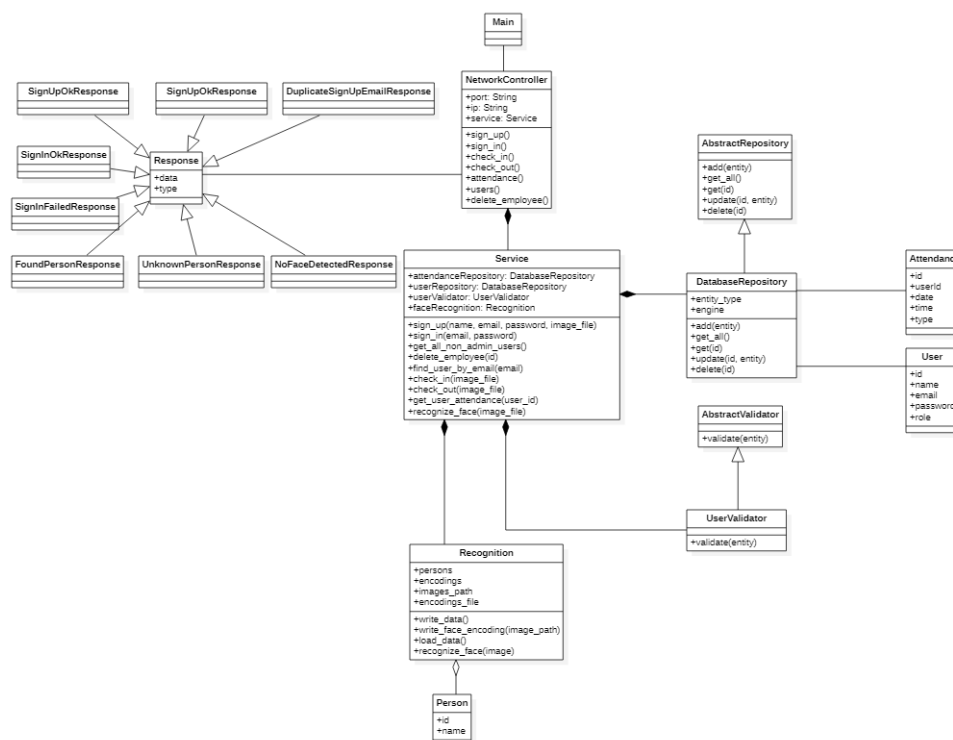 Main
NetworkController
+port: String
+ip: String
+service: Service
+sign_up()
+sign_in()
+check_in()
+check_out()
+attendance()
+users()
+delete_employee()
SignUpOkResponse
SignUpOkResponse
DuplicateSignUpEmailResponse
SignInOkResponse
Response
+data
+type
SignInFailedResponse
FoundPersonResponse
UnknownPersonResponse
NoFaceDetectedResponse
AbstractRepository
+add(entity)
+get_all()
+get(id)
+update(id, entity)
+delete(id)
Service
+attendanceRepository: DatabaseRepository
+userRepository: DatabaseRepository
+userValidator: UserValidator
+faceRecognition: Recognition
+sign_up(name, email, password, image_file)
+sign_in(email, password)
+get_all_non_admin_users()
+delete_employee(id)
+find_user_by_email(email)
+check_in(image_file)
+check_out(image_file)
+get_user_attendance(user_id)
+recognize_face(image_file)
DatabaseRepository
+entity_type
+engine
+add(entity)
+get_all()
+get(id)
+update(id, entity)
+delete(id)
Attendanc
+id
+userId
+date
+time
+type
User
+id
+name
+email
+password
+role
AbstractValidator
+validate(entity)
UserValidator
+validate(entity)
Recognition
+persons
+encodings
+images_path
+encodings_file
+write_data()
+write_face_encoding(image_path)
+load_data()
+recognize_face(image)
Person
+id
+name